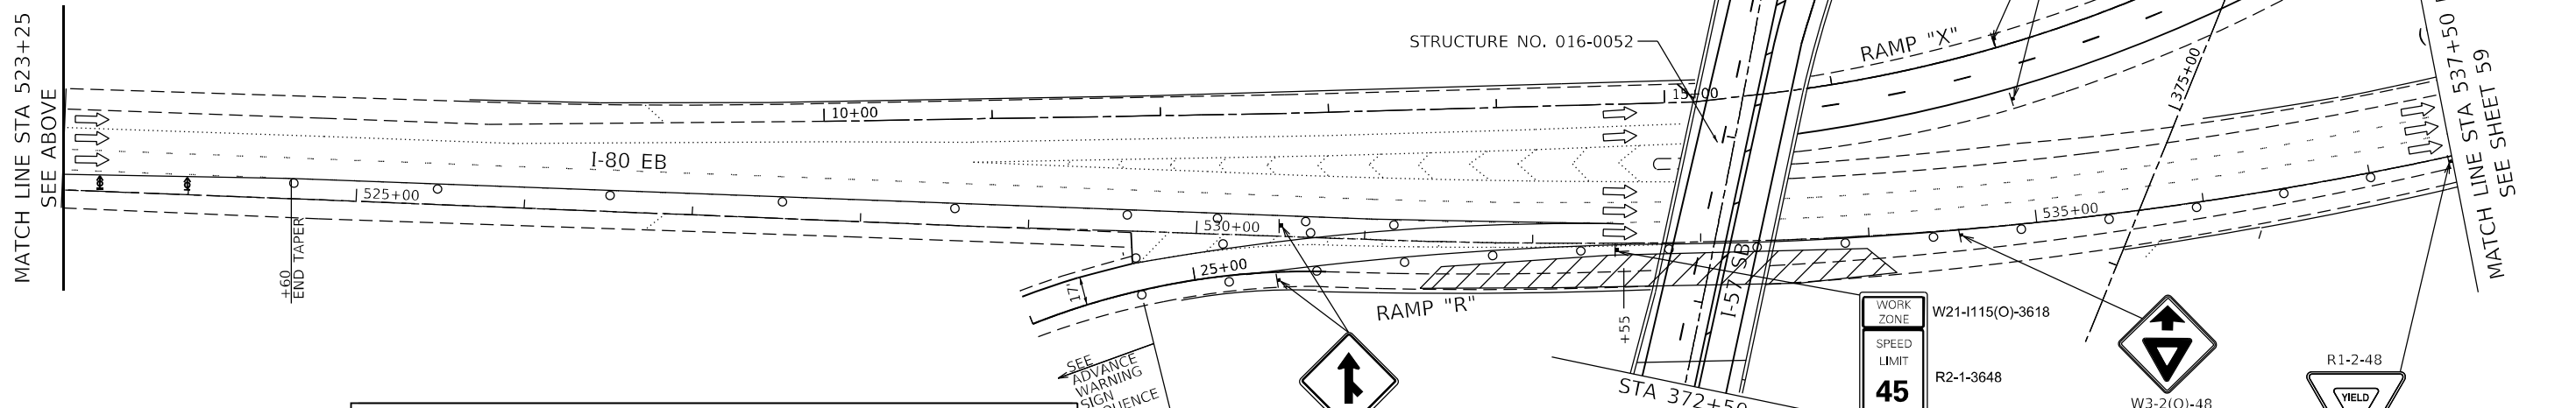 MATCH LINE STA 523+25
SEE ABOVE
I-80 EB
10+00
15+00
525+00
530+00
535+00
25+00
375+00
+60
END TAPER
17'
STRUCTURE NO. 016-0052
RAMP "X"
RAMP "R"
I-57 SB
+55
STA 372+50
SEE
ADVANCE
WARNING
SIGN
WORK
ZONE
W21-I115(O)-3618
SPEED
LIMIT
45
R2-1-3648
W3-2(O)-48
R1-2-48
YIELD
MATCH LINE STA 537+50
SEE SHEET 59